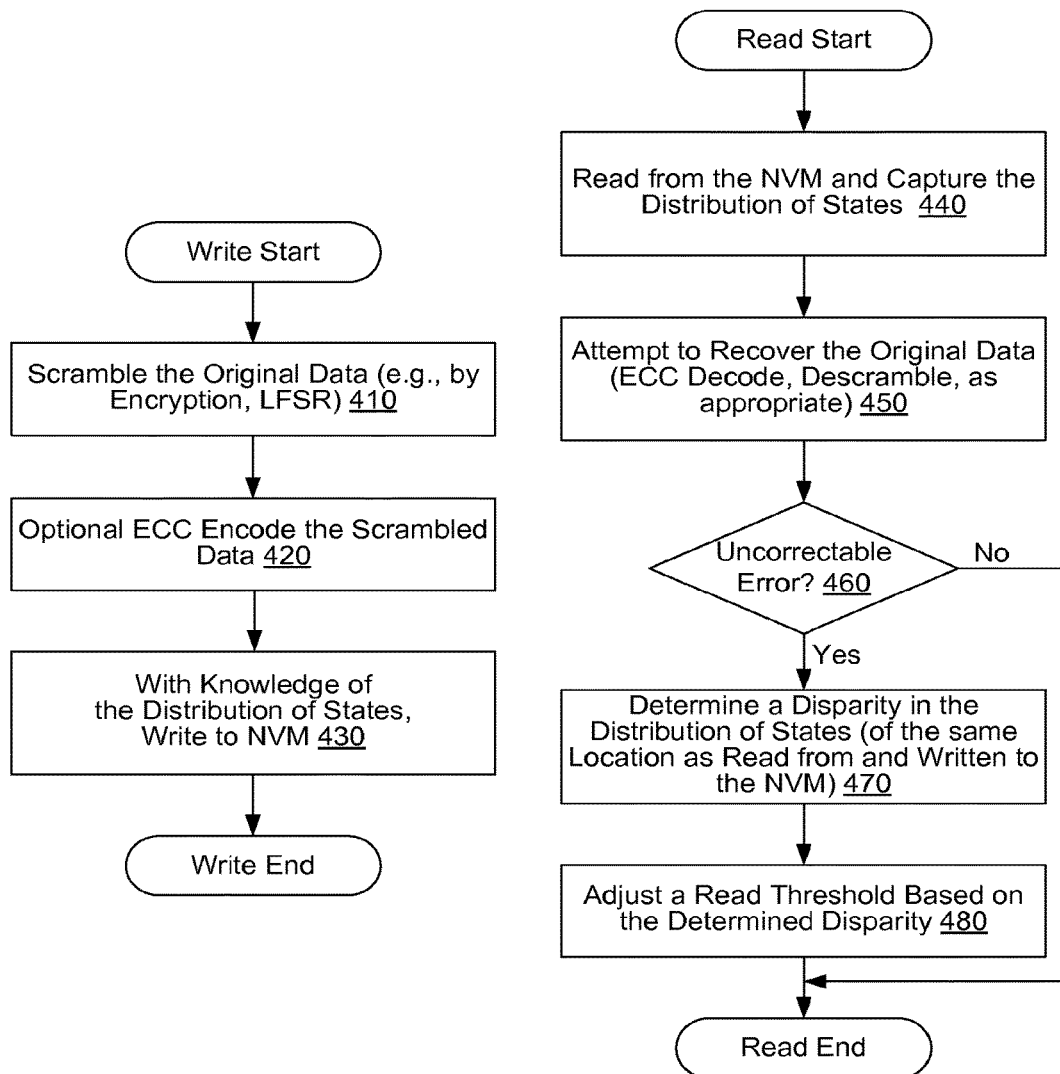 Write Start
Scramble the Original Data (e.g., by
Encryption, LFSR) 410
Optional ECC Encode the Scrambled
Data 420
With Knowledge of
the Distribution of States,
Write to NVM 430
Write End
Read Start
Read from the NVM and Capture the
Distribution of States 440
Attempt to Recover the Original Data
(ECC Decode, Descramble, as
appropriate) 450
Uncorrectable
Error? 460
No
Yes
Determine a Disparity in the
Distribution of States (of the same
Location as Read from and Written to
the NVM) 470
Adjust a Read Threshold Based on
the Determined Disparity 480
Read End